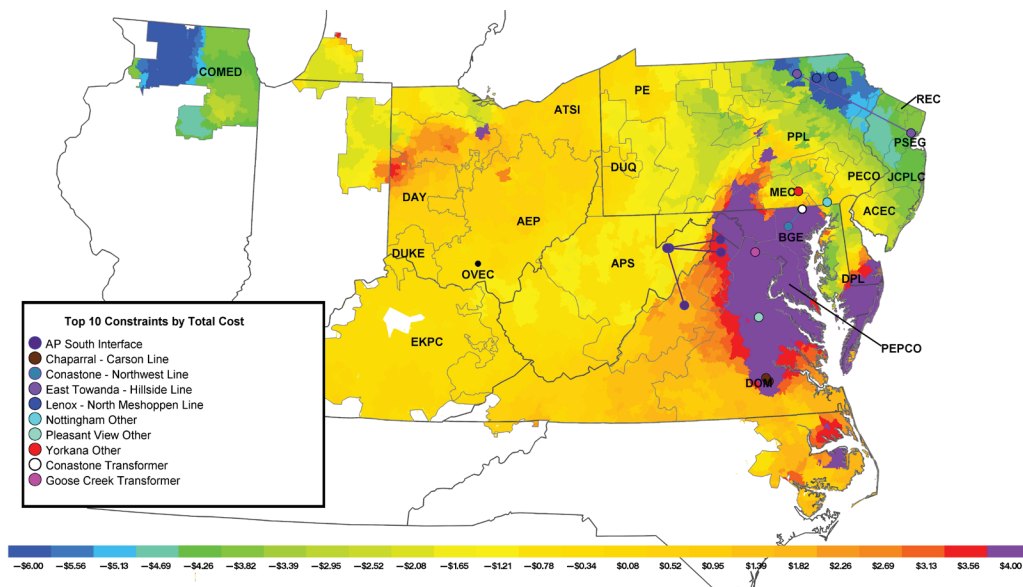 COMED
REC
PE
ATSI
PPL
PSEG
DUQ
PECO
JCPLC
MEC
DAY
ACEC
AEP
BGE
DUKE
APS
OVEC
DPL
EKPC
PEPCO
DOM
Top 10 Constraints by Total Cost
AP South Interface
Chaparral - Carson Line
Conastone - Northwest Line
East Towanda - Hillside Line
Lenox - North Meshoppen Line
Nottingham Other
Pleasant View Other
Yorkana Other
Conastone Transformer
Goose Creek Transformer
–$6.00 –$5.56 –$5.13 –$4.69 –$4.26 –$3.82 –$3.39 –$2.95 –$2.52 –$2.08 –$1.65 –$1.21 –$0.78 –$0.34 $0.08 $0.52 $0.95 $1.39 $1.82 $2.26 $2.69 $3.13 $3.56 $4.00